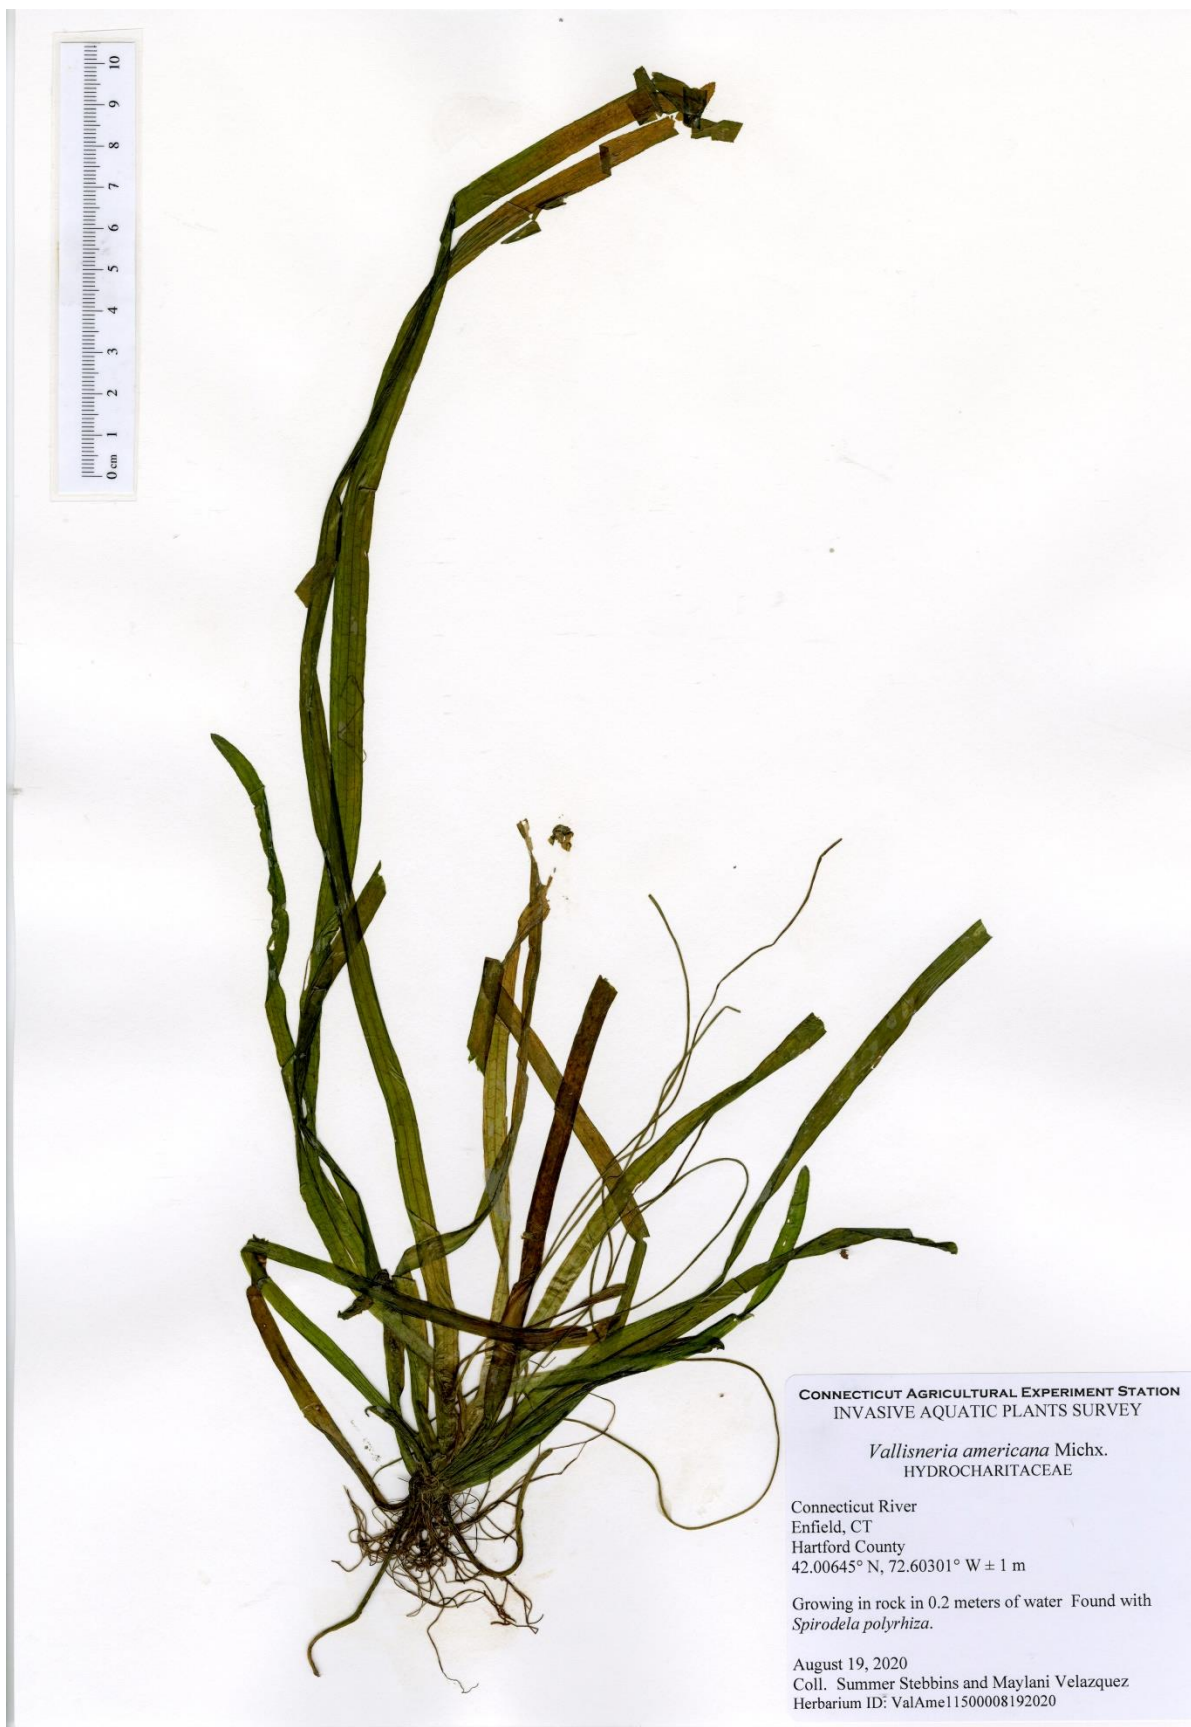 10
9
8
7
6
5
4
3
2
1
0 cm
CONNECTICUT AGRICULTURAL EXPERIMENT STATION
INVASIVE AQUATIC PLANTS SURVEY
Vallisneria americana Michx.
HYDROCHARITACEAE
Connecticut River
Enfield, CT
Hartford County
42.00645° N, 72.60301° W ± 1 m
Growing in rock in 0.2 meters of water Found with
Spirodela polyrhiza.
August 19, 2020
Coll. Summer Stebbins and Maylani Velazquez
Herbarium ID: ValAme11500008192020